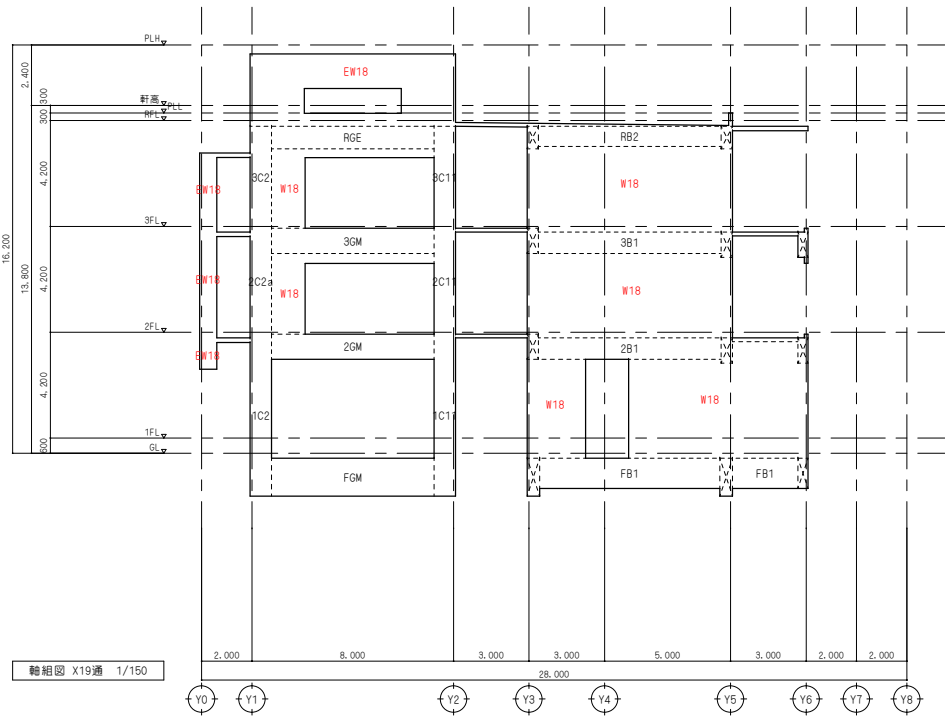 PLH
2.400
EW18
軒高
300
PLL
300
RFL
RGE
RB2
EW18
3C2
W18
3C11
W18
4.200
3FL
3GM
3B1
16.200
13.800
4.200
EW18
2C2a
W18
2C11
W18
2FL
2GM
2B1
EW18
4.200
1C2
1C11
W18
W18
1FL
600
GL
FGM
FB1
FB1
2.000
8.000
3.000
3.000
5.000
3.000
2.000
2.000
28.000
軸組図 X19通 1/150
Y0
Y1
Y2
Y3
Y4
Y5
Y6
Y7
Y8